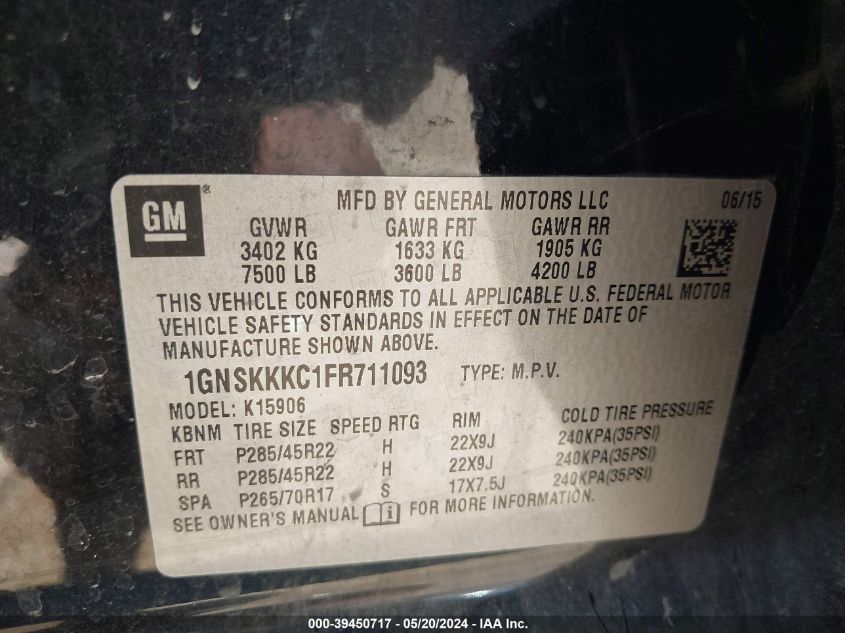 GM ® MFD BY GENERAL MOTORS LLC 06/15
GVWR GAWR FRT GAWR RR
3402 KG 1633 KG 1905 KG
7500 LB 3600 LB 4200 LB
THIS VEHICLE CONFORMS TO ALL APPLICABLE U.S. FEDERAL MOTOR
VEHICLE SAFETY STANDARDS IN EFFECT ON THE DATE OF
MANUFACTURE SHOWN ABOVE.
1GNSKKKC1FR711093 TYPE: M.P.V.
MODEL: K15906
KBNM TIRE SIZE SPEED RTG RIM COLD TIRE PRESSURE
FRT P285/45R22 H 22X9J 240KPA(35PSI)
RR P285/45R22 H 22X9J 240KPA(35PSI)
SPA P265/70R17 S 17X7.5J 240KPA(35PSI)
SEE OWNER'S MANUAL FOR MORE INFORMATION.
000-39450717 - 05/20/2024 - IAA Inc.